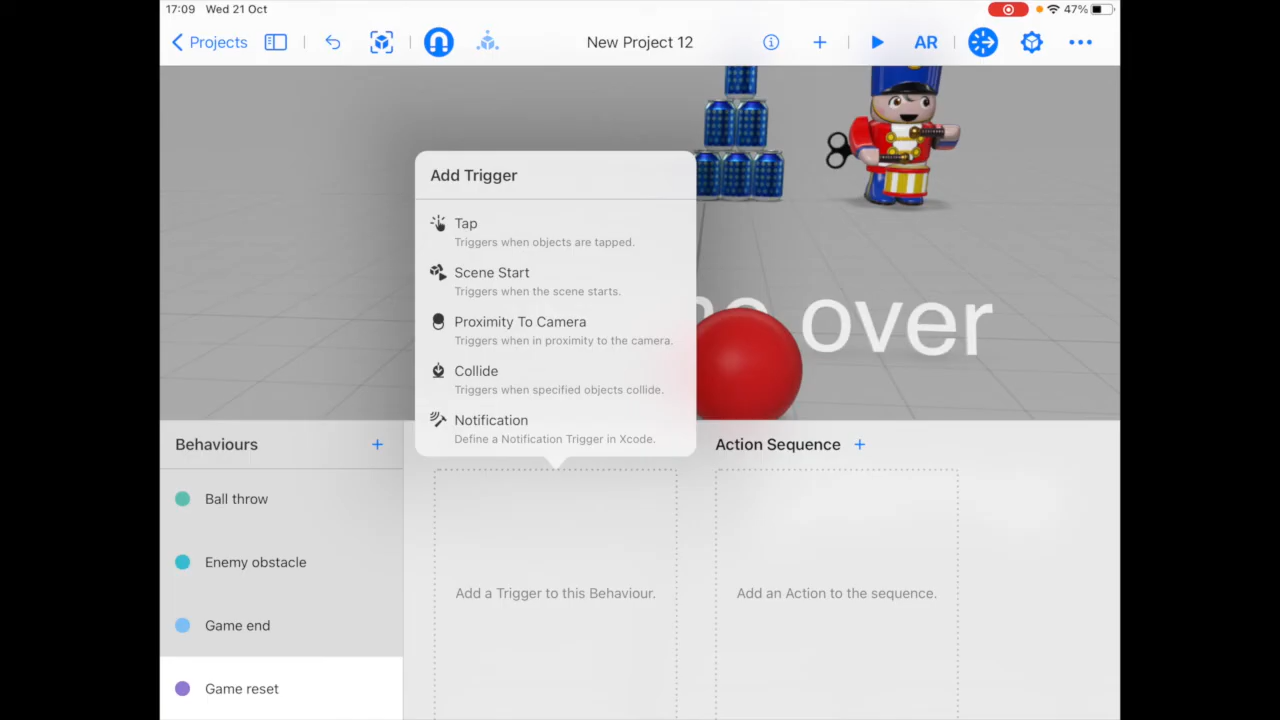 17:09 Wed 21 Oct
47%
Projects
New Project 12
AR
Add Trigger
Tap
Triggers when objects are tapped.
Scene Start
Triggers when the scene starts.
Proximity To Camera
Triggers when in proximity to the camera.
Collide
Triggers when specified objects collide.
Notification
Define a Notification Trigger in Xcode.
over
Behaviours +
Ball throw
Enemy obstacle
Game end
Game reset
Add a Trigger to this Behaviour.
Action Sequence +
Add an Action to the sequence.